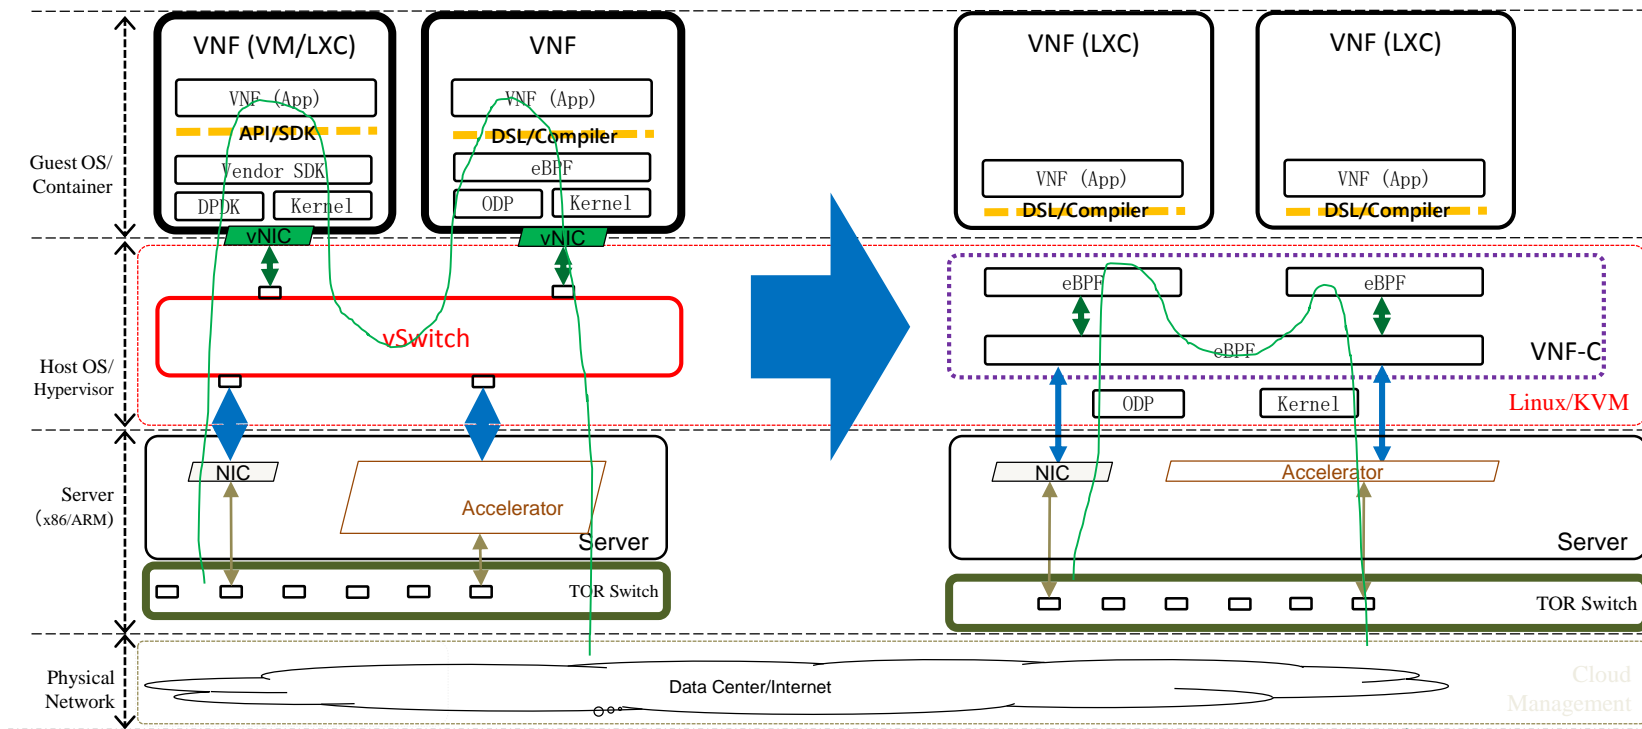 VNF (VM/LXC)
VNF (App)
API/SDK
Vendor SDK
DPDK
Kernel
vNIC
VNF
VNF (App)
DSL/Compiler
eBPF
ODP
Kernel
vNIC
VNF (LXC)
VNF (App)
DSL/Compiler
VNF (LXC)
VNF (App)
DSL/Compiler
Guest OS/
Container
vSwitch
eBPF
eBPF
eBPF
VNF-C
ODP
Kernel
Linux/KVM
Host OS/
Hypervisor
NIC
Accelerator
Server
NIC
Accelerator
Server
Server
(x86/ARM)
TOR Switch
TOR Switch
Physical
Network
Data Center/Internet
Cloud
Management